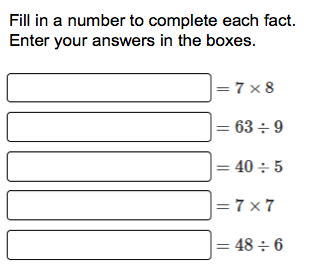 Fill in a number to complete each fact.
Enter your answers in the boxes.
= 7 × 8
= 63 ÷ 9
= 40 ÷ 5
= 7 × 7
= 48 ÷ 6